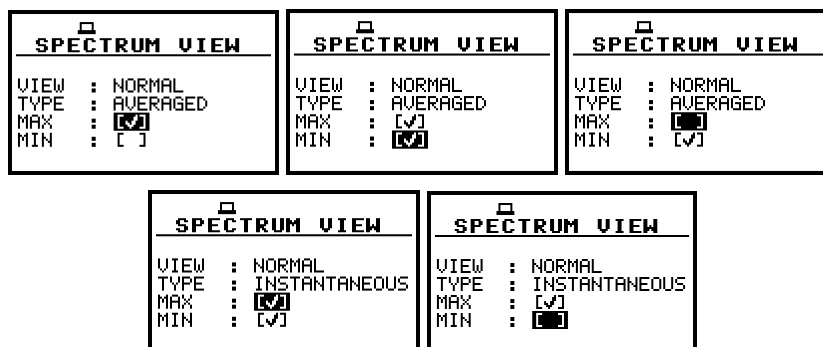 SPECTRUM VIEW
VIEW : NORMAL
TYPE : AVERAGED
MAX : [✓]
MIN : [ ]
SPECTRUM VIEW
VIEW : NORMAL
TYPE : AVERAGED
MAX : [✓]
MIN : [✓]
SPECTRUM VIEW
VIEW : NORMAL
TYPE : AVERAGED
MAX : [ ]
MIN : [✓]
SPECTRUM VIEW
VIEW : NORMAL
TYPE : INSTANTANEOUS
MAX : [✓]
MIN : [✓]
SPECTRUM VIEW
VIEW : NORMAL
TYPE : INSTANTANEOUS
MAX : [✓]
MIN : [ ]